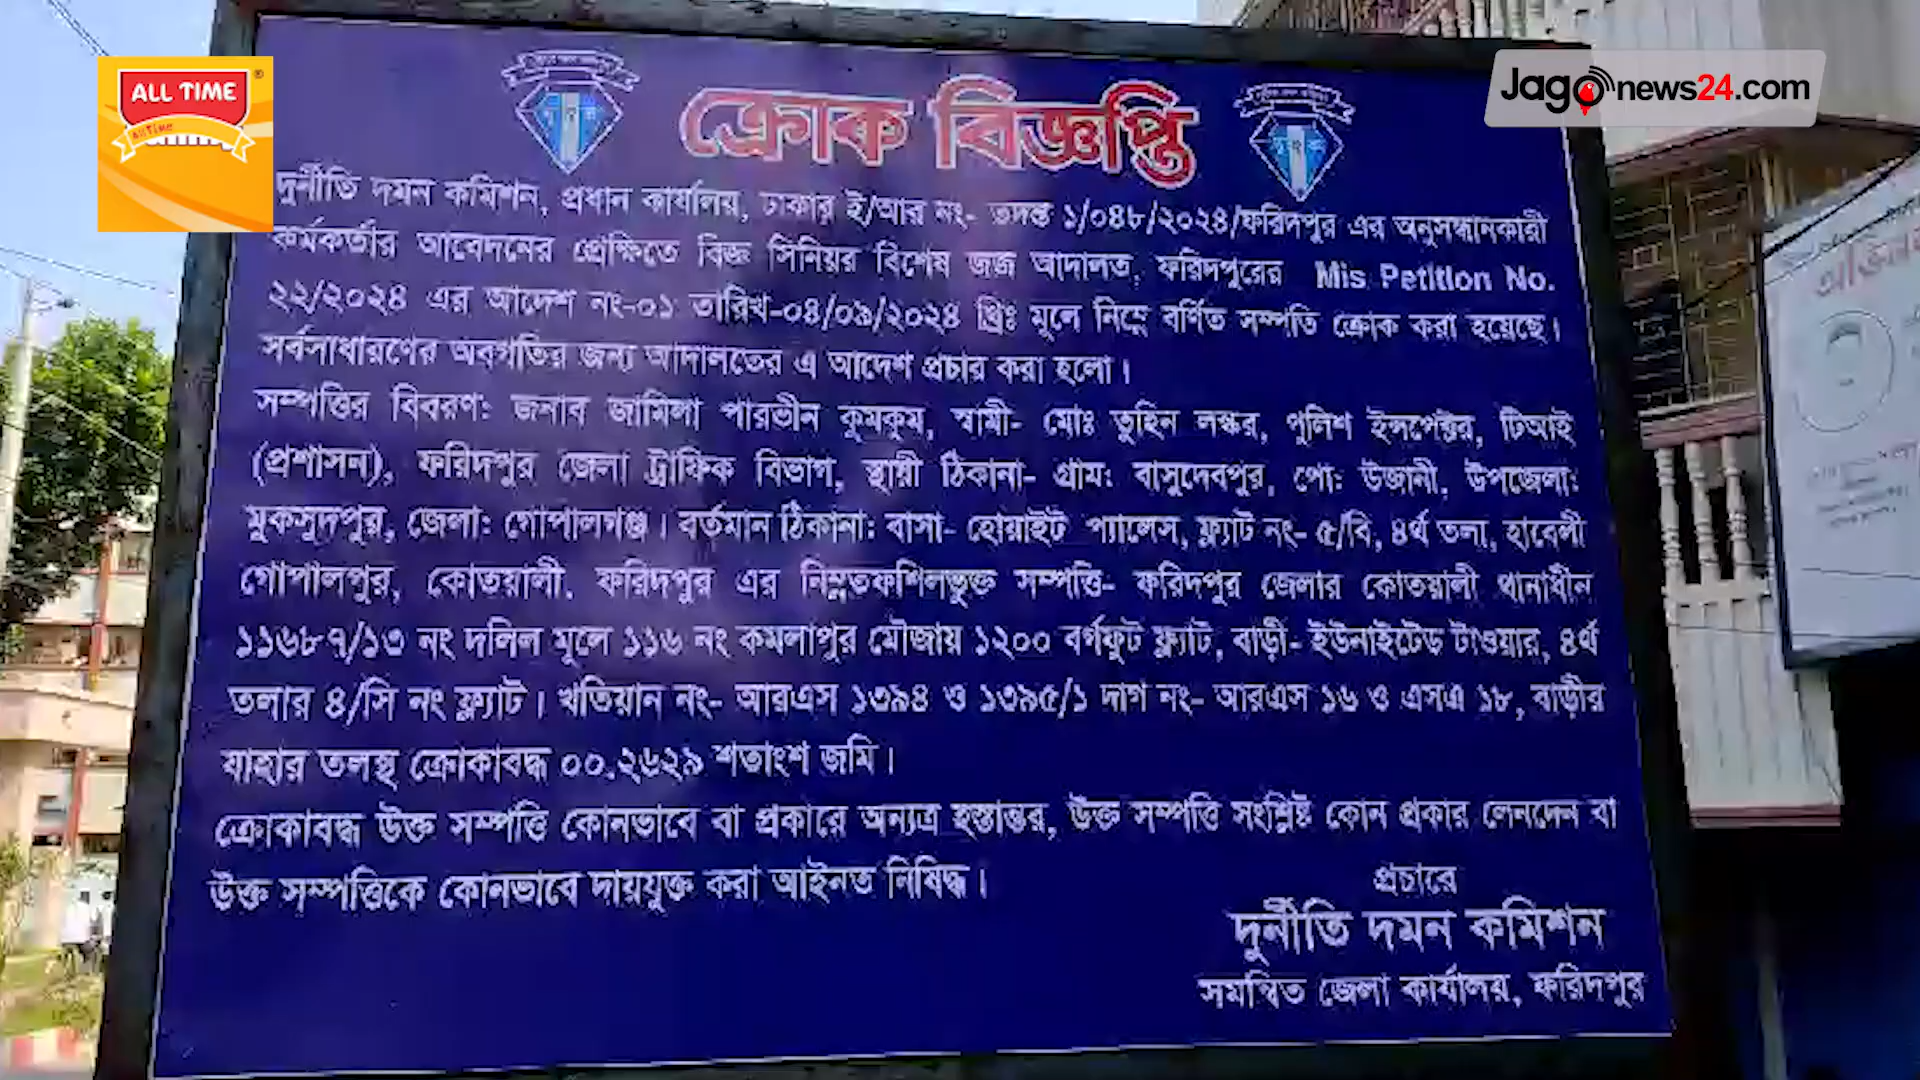 ALL TIME
All Time
Jagonews24.com
ক্রোক বিজ্ঞপ্তি
দুর্নীতি দমন কমিশন, প্রধান কার্যালয়, ঢাকার ই/আর নং- তদন্ত ১/০৪৮/২০২৪/ফরিদপুর এর অনুসন্ধানকারী
কর্মকর্তার আবেদনের প্রেক্ষিতে বিজ্ঞ সিনিয়র বিশেষ জজ আদালত, ফরিদপুরের Mis Petition No.
২২/২০২৪ এর আদেশ নং-০১ তারিখ-০৪/০৯/২০২৪ খ্রিঃ মূলে নিম্নে বর্ণিত সম্পতি ক্রোক করা হয়েছে।
সর্বসাধারণের অবগতির জন্য আদালতের এ আদেশ প্রচার করা হলো।
সম্পত্তির বিবরণ: জনাব জামিলা পারভীন কুমকুম, স্বামী- মোঃ তুহিন লস্কর, পুলিশ ইন্সপেক্টর, টিআই
(প্রশাসন), ফরিদপুর জেলা ট্রাফিক বিভাগ, স্থায়ী ঠিকানা- গ্রাম: বাসুদেবপুর, পো: উজানী, উপজেলা:
মুকসুদপুর, জেলা: গোপালগঞ্জ। বর্তমান ঠিকানা: বাসা- হোয়াইট প্যালেস, ফ্ল্যাট নং- ৫/বি, ৪র্থ তলা, হাবেলী
গোপালপুর, কোতয়ালী, ফরিদপুর এর নিম্নতফশিলভুক্ত সম্পত্তি- ফরিদপুর জেলার কোতয়ালী থানাধীন
১১৬৮৭/১৩ নং দলিল মূলে ১১৬ নং কমলাপুর মৌজায় ১২০০ বর্গফুট ফ্ল্যাট, বাড়ী- ইউনাইটেড টাওয়ার, ৪র্থ
তলার ৪/সি নং ফ্ল্যাট। খতিয়ান নং- আরএস ১৩৯৪ ও ১৩৯৫/১ দাগ নং- আরএস ১৬ ও এসএ ১৮, বাড়ীর
যাহার তলস্থ ক্রোকাবদ্ধ ০০.২৬২৯ শতাংশ জমি।
ক্রোকাবদ্ধ উক্ত সম্পত্তি কোনভাবে বা প্রকারে অন্যত্র হস্তান্তর, উক্ত সম্পত্তি সংশ্লিষ্ট কোন প্রকার লেনদেন বা
উক্ত সম্পত্তিকে কোনভাবে দায়যুক্ত করা আইনত নিষিদ্ধ।
প্রচারে
দুর্নীতি দমন কমিশন
সমন্বিত জেলা কার্যালয়, ফরিদপুর